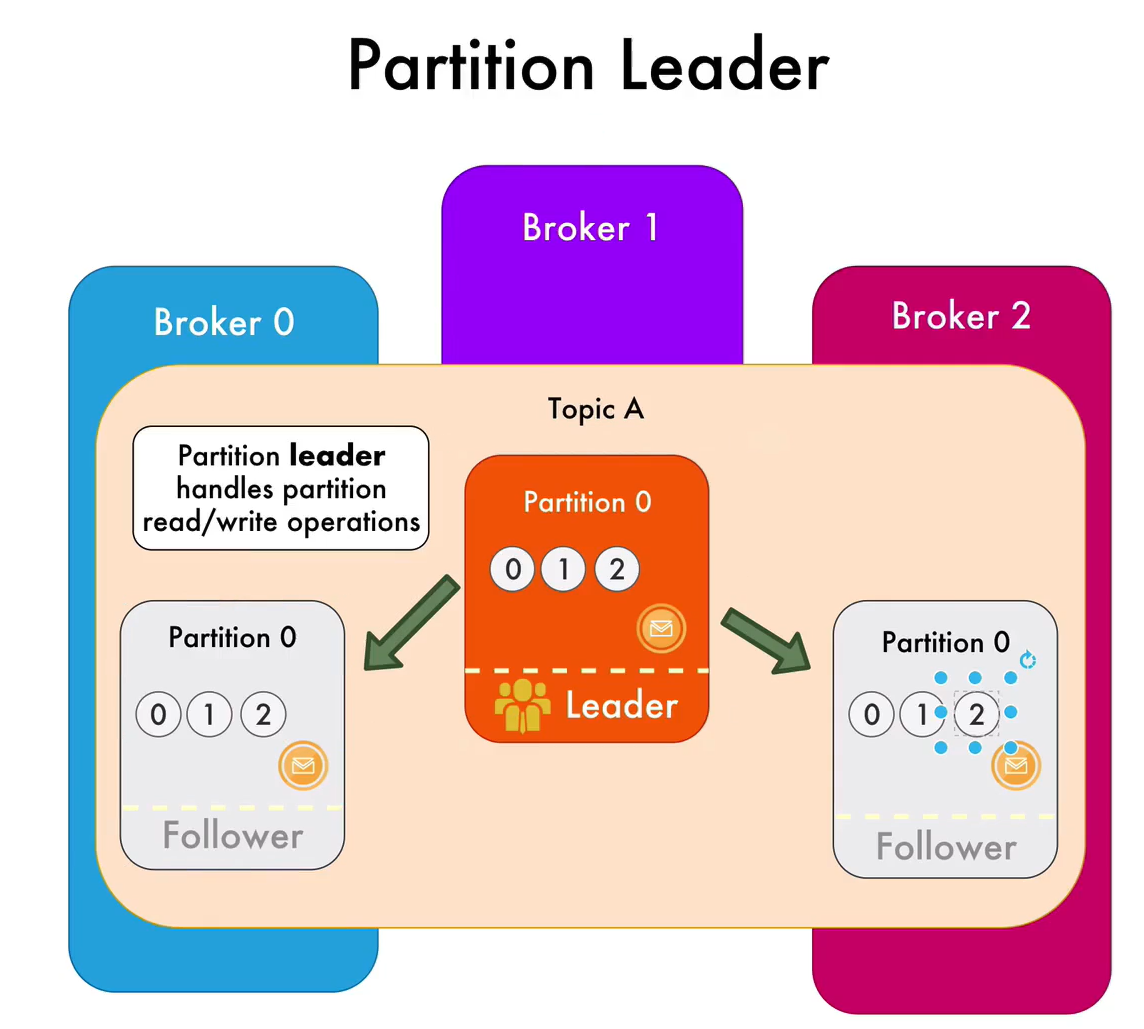 Partition Leader
Broker 1
Broker 0
Broker 2
Topic A
Partition leader
handles partition
read/write operations
Partition 0
0 1 2
Leader
Partition 0
0 1 2
Follower
Partition 0
0 1 2
Follower